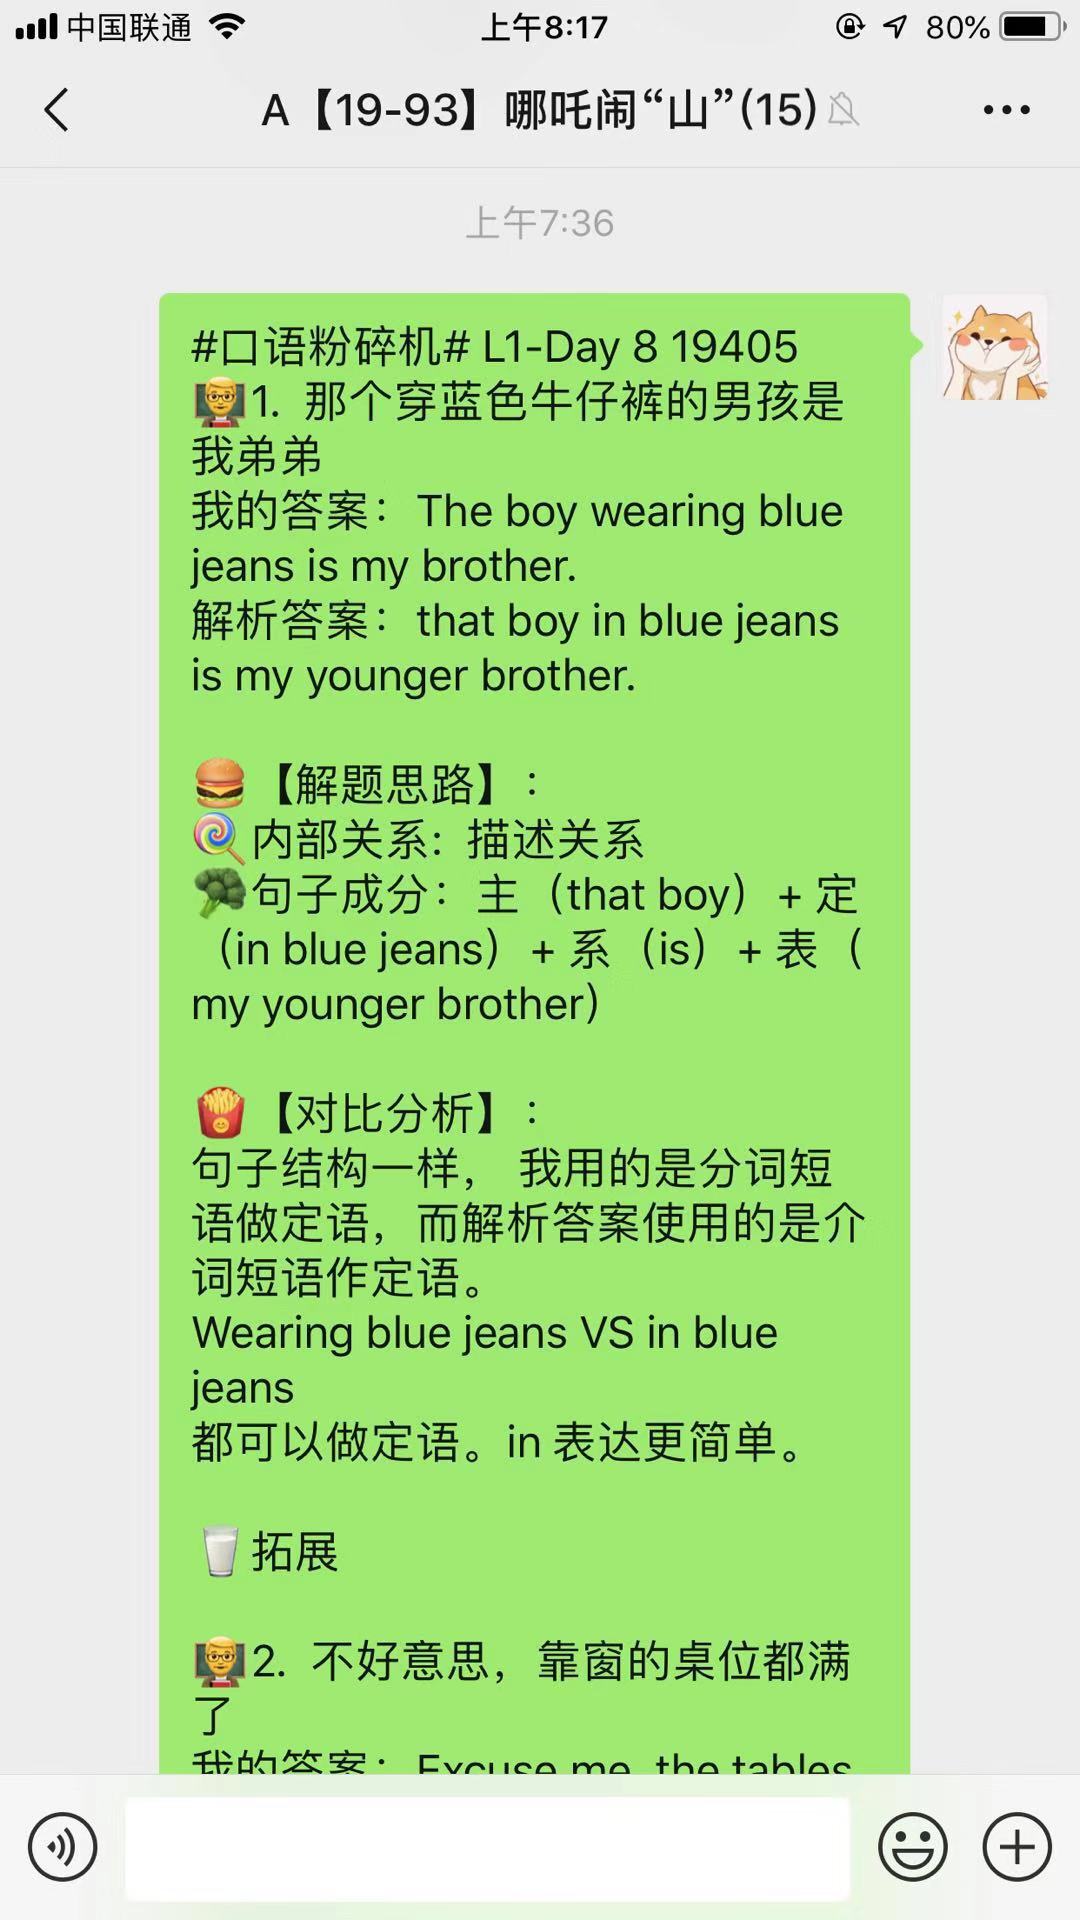 中国联通 上午8:17 80%
A【19-93】哪吒闹“山”(15)
上午7:36
#口语粉碎机# L1-Day 8 19405
1. 那个穿蓝色牛仔裤的男孩是
我弟弟
我的答案：The boy wearing blue
jeans is my brother.
解析答案：that boy in blue jeans
is my younger brother.
【解题思路】：
内部关系：描述关系
句子成分：主（that boy）+ 定
（in blue jeans）+ 系（is）+ 表（
my younger brother）
【对比分析】：
句子结构一样， 我用的是分词短
语做定语，而解析答案使用的是介
词短语作定语。
Wearing blue jeans VS in blue
jeans
都可以做定语。in 表达更简单。
拓展
2. 不好意思，靠窗的桌位都满
了
我的答案：Excuse me, the tables